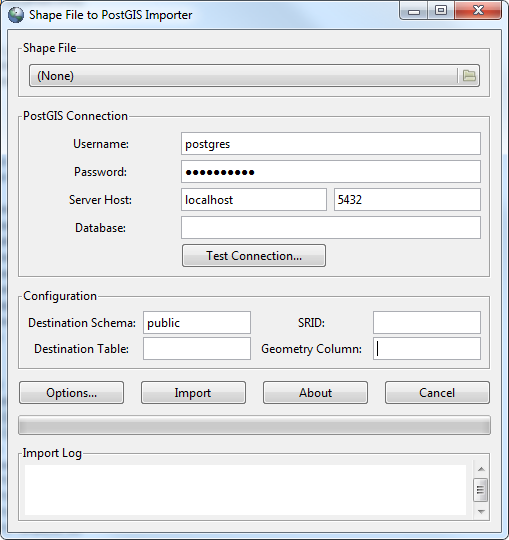 Shape File to PostGIS Importer
Shape File
(None)
PostGIS Connection
Username: postgres
Password: ●●●●●●●●●●
Server Host: localhost 5432
Database:
Test Connection...
Configuration
Destination Schema: public SRID:
Destination Table: Geometry Column:
Options... Import About Cancel
Import Log